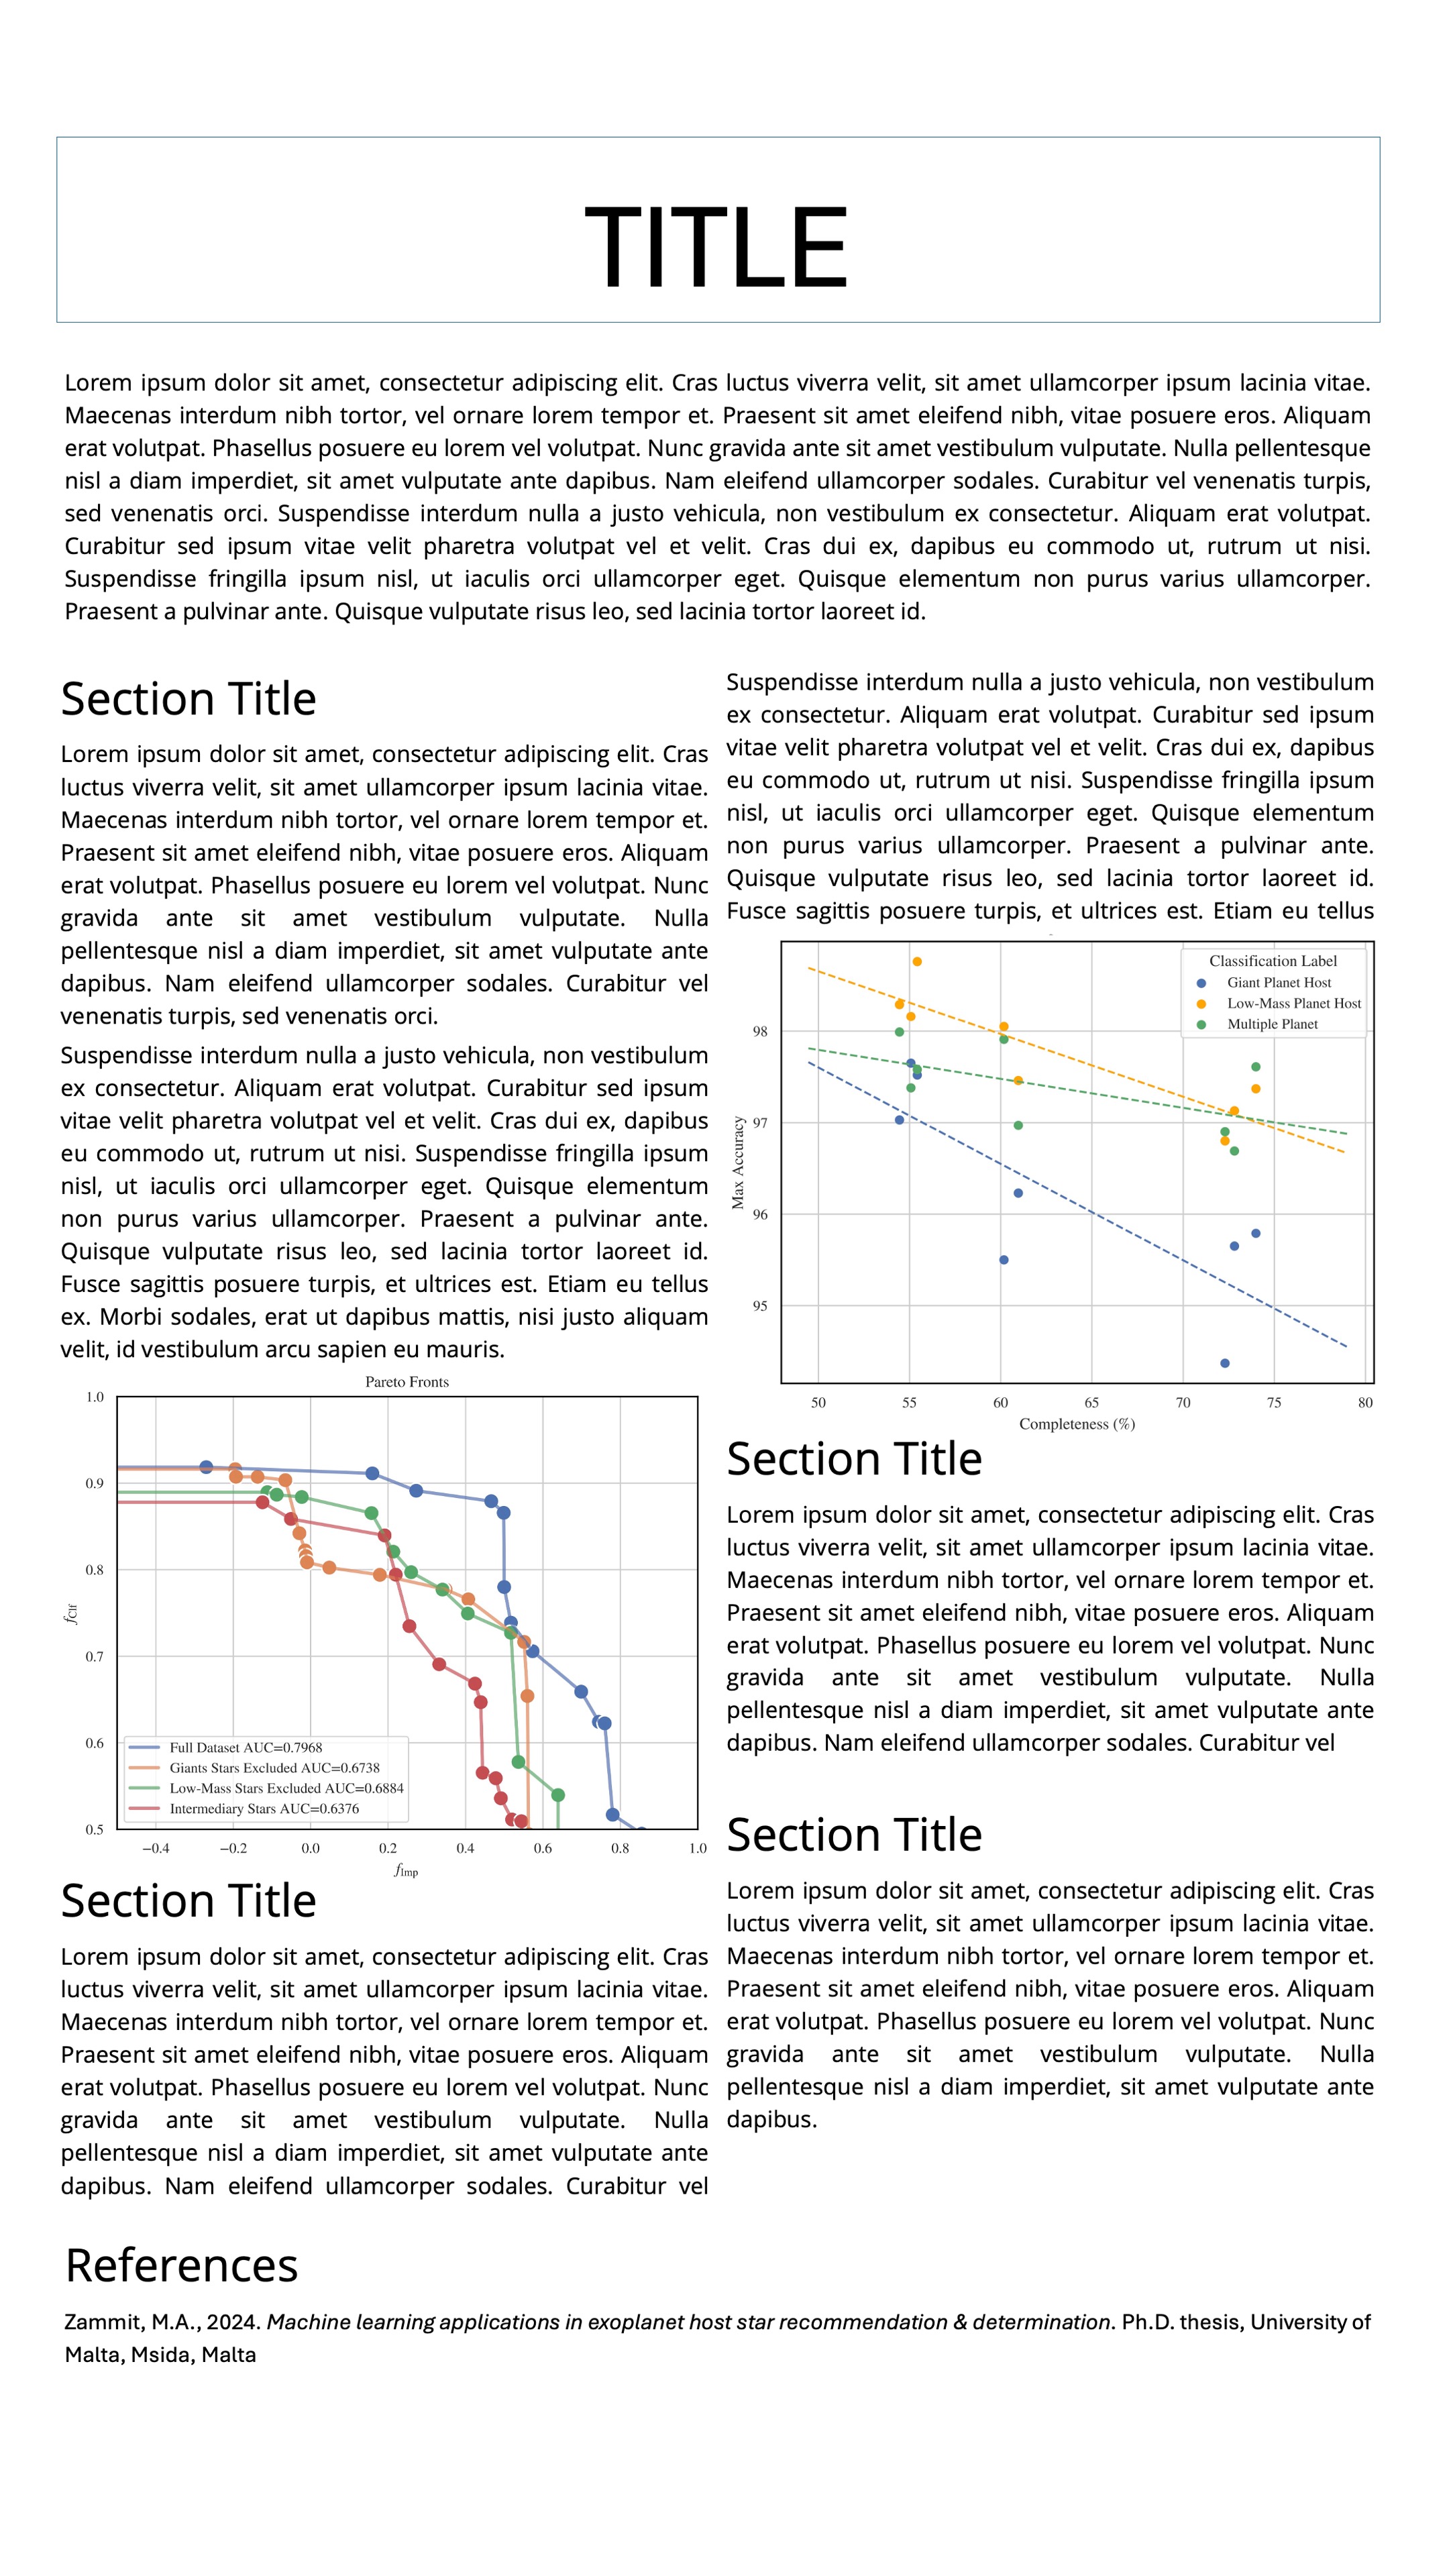 TITLE
Lorem ipsum dolor sit amet, consectetur adipiscing elit. Cras luctus viverra velit, sit amet ullamcorper ipsum lacinia vitae.
Maecenas interdum nibh tortor, vel ornare lorem tempor et. Praesent sit amet eleifend nibh, vitae posuere eros. Aliquam
erat volutpat. Phasellus posuere eu lorem vel volutpat. Nunc gravida ante sit amet vestibulum vulputate. Nulla pellentesque
nisl a diam imperdiet, sit amet vulputate ante dapibus. Nam eleifend ullamcorper sodales. Curabitur vel venenatis turpis,
sed venenatis orci. Suspendisse interdum nulla a justo vehicula, non vestibulum ex consectetur. Aliquam erat volutpat.
Curabitur sed ipsum vitae velit pharetra volutpat vel et velit. Cras dui ex, dapibus eu commodo ut, rutrum ut nisi.
Suspendisse fringilla ipsum nisl, ut iaculis orci ullamcorper eget. Quisque elementum non purus varius ullamcorper.
Praesent a pulvinar ante. Quisque vulputate risus leo, sed lacinia tortor laoreet id.
Section Title
Lorem ipsum dolor sit amet, consectetur adipiscing elit. Cras
luctus viverra velit, sit amet ullamcorper ipsum lacinia vitae.
Maecenas interdum nibh tortor, vel ornare lorem tempor et.
Praesent sit amet eleifend nibh, vitae posuere eros. Aliquam
erat volutpat. Phasellus posuere eu lorem vel volutpat. Nunc
gravida ante sit amet vestibulum vulputate. Nulla
pellentesque nisl a diam imperdiet, sit amet vulputate ante
dapibus. Nam eleifend ullamcorper sodales. Curabitur vel
venenatis turpis, sed venenatis orci.
Suspendisse interdum nulla a justo vehicula, non vestibulum
ex consectetur. Aliquam erat volutpat. Curabitur sed ipsum
vitae velit pharetra volutpat vel et velit. Cras dui ex, dapibus
eu commodo ut, rutrum ut nisi. Suspendisse fringilla ipsum
nisl, ut iaculis orci ullamcorper eget. Quisque elementum
non purus varius ullamcorper. Praesent a pulvinar ante.
Quisque vulputate risus leo, sed lacinia tortor laoreet id.
Fusce sagittis posuere turpis, et ultrices est. Etiam eu tellus
ex. Morbi sodales, erat ut dapibus mattis, nisi justo aliquam
velit, id vestibulum arcu sapien eu mauris.
Pareto Fronts
1.0
0.9
0.8
0.7
0.6
0.5
fClf
Full Dataset AUC=0.7968
Giants Stars Excluded AUC=0.6738
Low-Mass Stars Excluded AUC=0.6884
Intermediary Stars AUC=0.6376
−0.4 −0.2 0.0 0.2 0.4 0.6 0.8 1.0
fImp
Section Title
Lorem ipsum dolor sit amet, consectetur adipiscing elit. Cras
luctus viverra velit, sit amet ullamcorper ipsum lacinia vitae.
Maecenas interdum nibh tortor, vel ornare lorem tempor et.
Praesent sit amet eleifend nibh, vitae posuere eros. Aliquam
erat volutpat. Phasellus posuere eu lorem vel volutpat. Nunc
gravida ante sit amet vestibulum vulputate. Nulla
pellentesque nisl a diam imperdiet, sit amet vulputate ante
dapibus. Nam eleifend ullamcorper sodales. Curabitur vel
Suspendisse interdum nulla a justo vehicula, non vestibulum
ex consectetur. Aliquam erat volutpat. Curabitur sed ipsum
vitae velit pharetra volutpat vel et velit. Cras dui ex, dapibus
eu commodo ut, rutrum ut nisi. Suspendisse fringilla ipsum
nisl, ut iaculis orci ullamcorper eget. Quisque elementum
non purus varius ullamcorper. Praesent a pulvinar ante.
Quisque vulputate risus leo, sed lacinia tortor laoreet id.
Fusce sagittis posuere turpis, et ultrices est. Etiam eu tellus
Classification Label
Giant Planet Host
Low-Mass Planet Host
Multiple Planet
98
97
96
95
Max Accuracy
50 55 60 65 70 75 80
Completeness (%)
Section Title
Lorem ipsum dolor sit amet, consectetur adipiscing elit. Cras
luctus viverra velit, sit amet ullamcorper ipsum lacinia vitae.
Maecenas interdum nibh tortor, vel ornare lorem tempor et.
Praesent sit amet eleifend nibh, vitae posuere eros. Aliquam
erat volutpat. Phasellus posuere eu lorem vel volutpat. Nunc
gravida ante sit amet vestibulum vulputate. Nulla
pellentesque nisl a diam imperdiet, sit amet vulputate ante
dapibus. Nam eleifend ullamcorper sodales. Curabitur vel
Section Title
Lorem ipsum dolor sit amet, consectetur adipiscing elit. Cras
luctus viverra velit, sit amet ullamcorper ipsum lacinia vitae.
Maecenas interdum nibh tortor, vel ornare lorem tempor et.
Praesent sit amet eleifend nibh, vitae posuere eros. Aliquam
erat volutpat. Phasellus posuere eu lorem vel volutpat. Nunc
gravida ante sit amet vestibulum vulputate. Nulla
pellentesque nisl a diam imperdiet, sit amet vulputate ante
dapibus.
References
Zammit, M.A., 2024. Machine learning applications in exoplanet host star recommendation & determination. Ph.D. thesis, University of
Malta, Msida, Malta